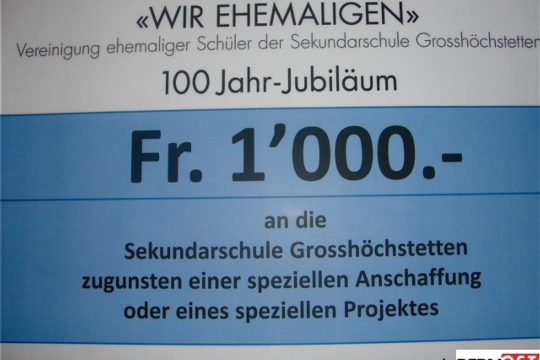 «WIR EHEMALIGEN»
Vereinigung ehemaliger Schüler der Sekundarschule Grosshöchstetten
100 Jahr-Jubiläum
Fr. 1’000.-
an die
Sekundarschule Grosshöchstetten
zugunsten einer speziellen Anschaffung
oder eines speziellen Projektes